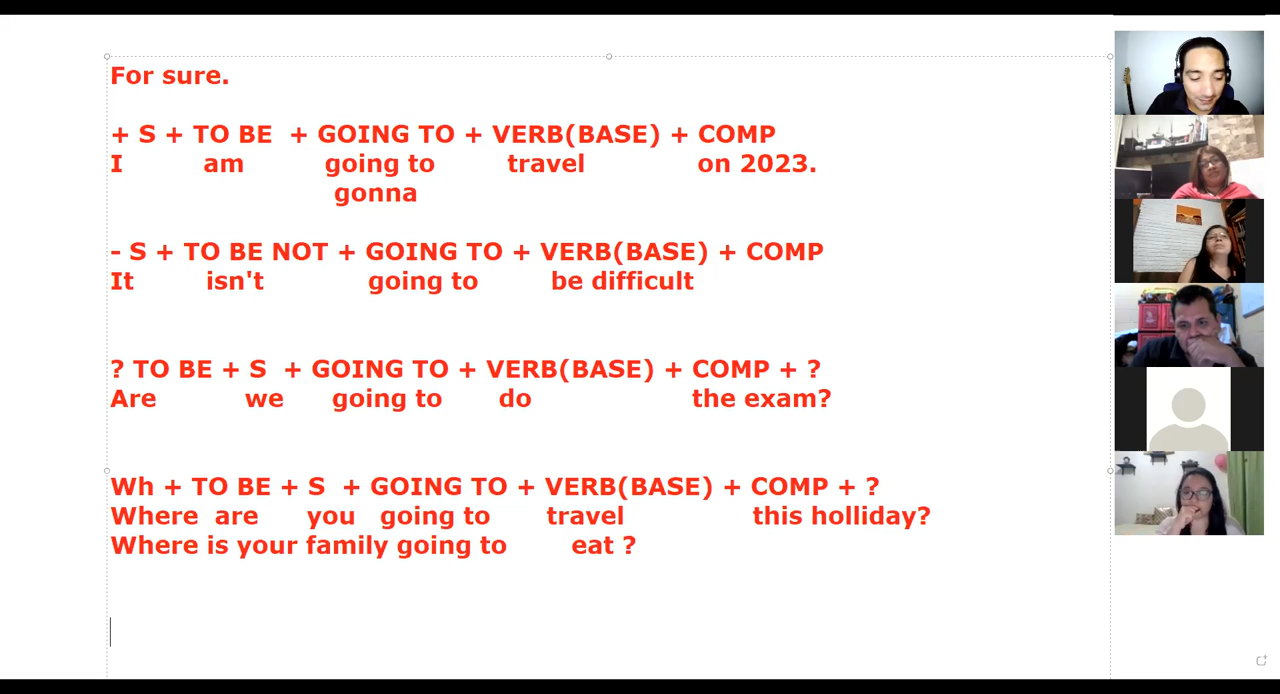 For sure.
+ S + TO BE + GOING TO + VERB(BASE) + COMP
I am going to travel on 2023.
gonna
- S + TO BE NOT + GOING TO + VERB(BASE) + COMP
It isn't going to be difficult
? TO BE + S + GOING TO + VERB(BASE) + COMP + ?
Are we going to do the exam?
Wh + TO BE + S + GOING TO + VERB(BASE) + COMP + ?
Where are you going to travel this holliday?
Where is your family going to eat ?